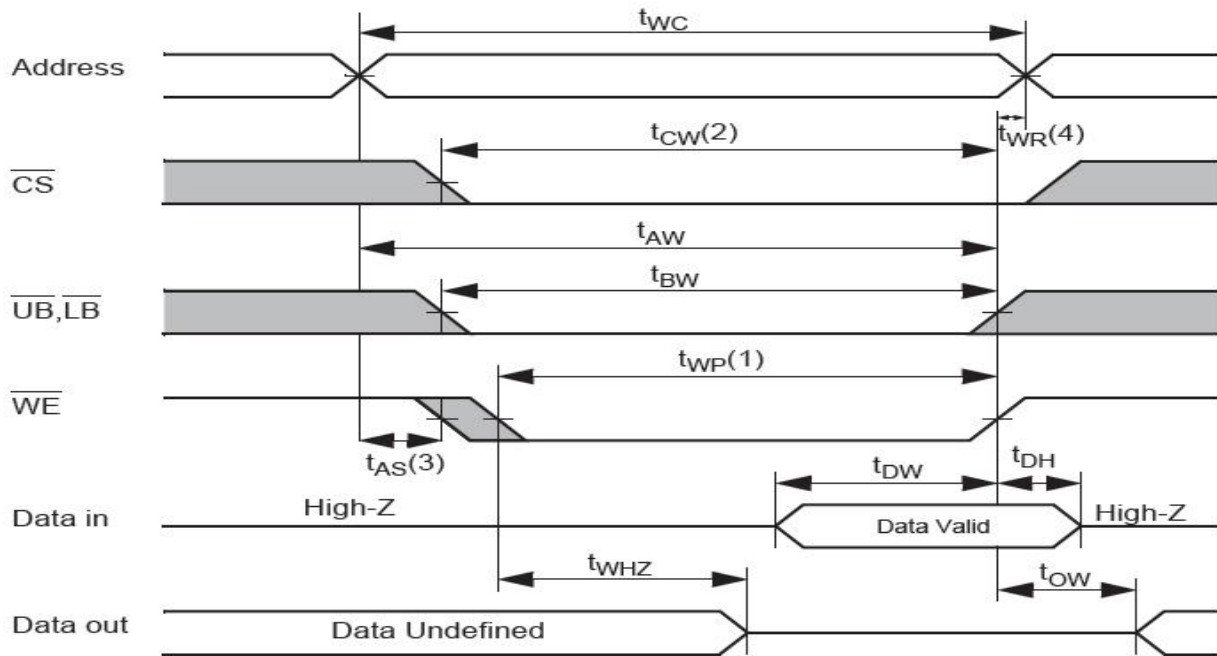 tWC
Address
tCW(2)
tWR(4)
CS
tAW
tBW
UB,LB
tWP(1)
WE
tAS(3)
tDW
tDH
Data in
High-Z
Data Valid
High-Z
tWHZ
tOW
Data out
Data Undefined